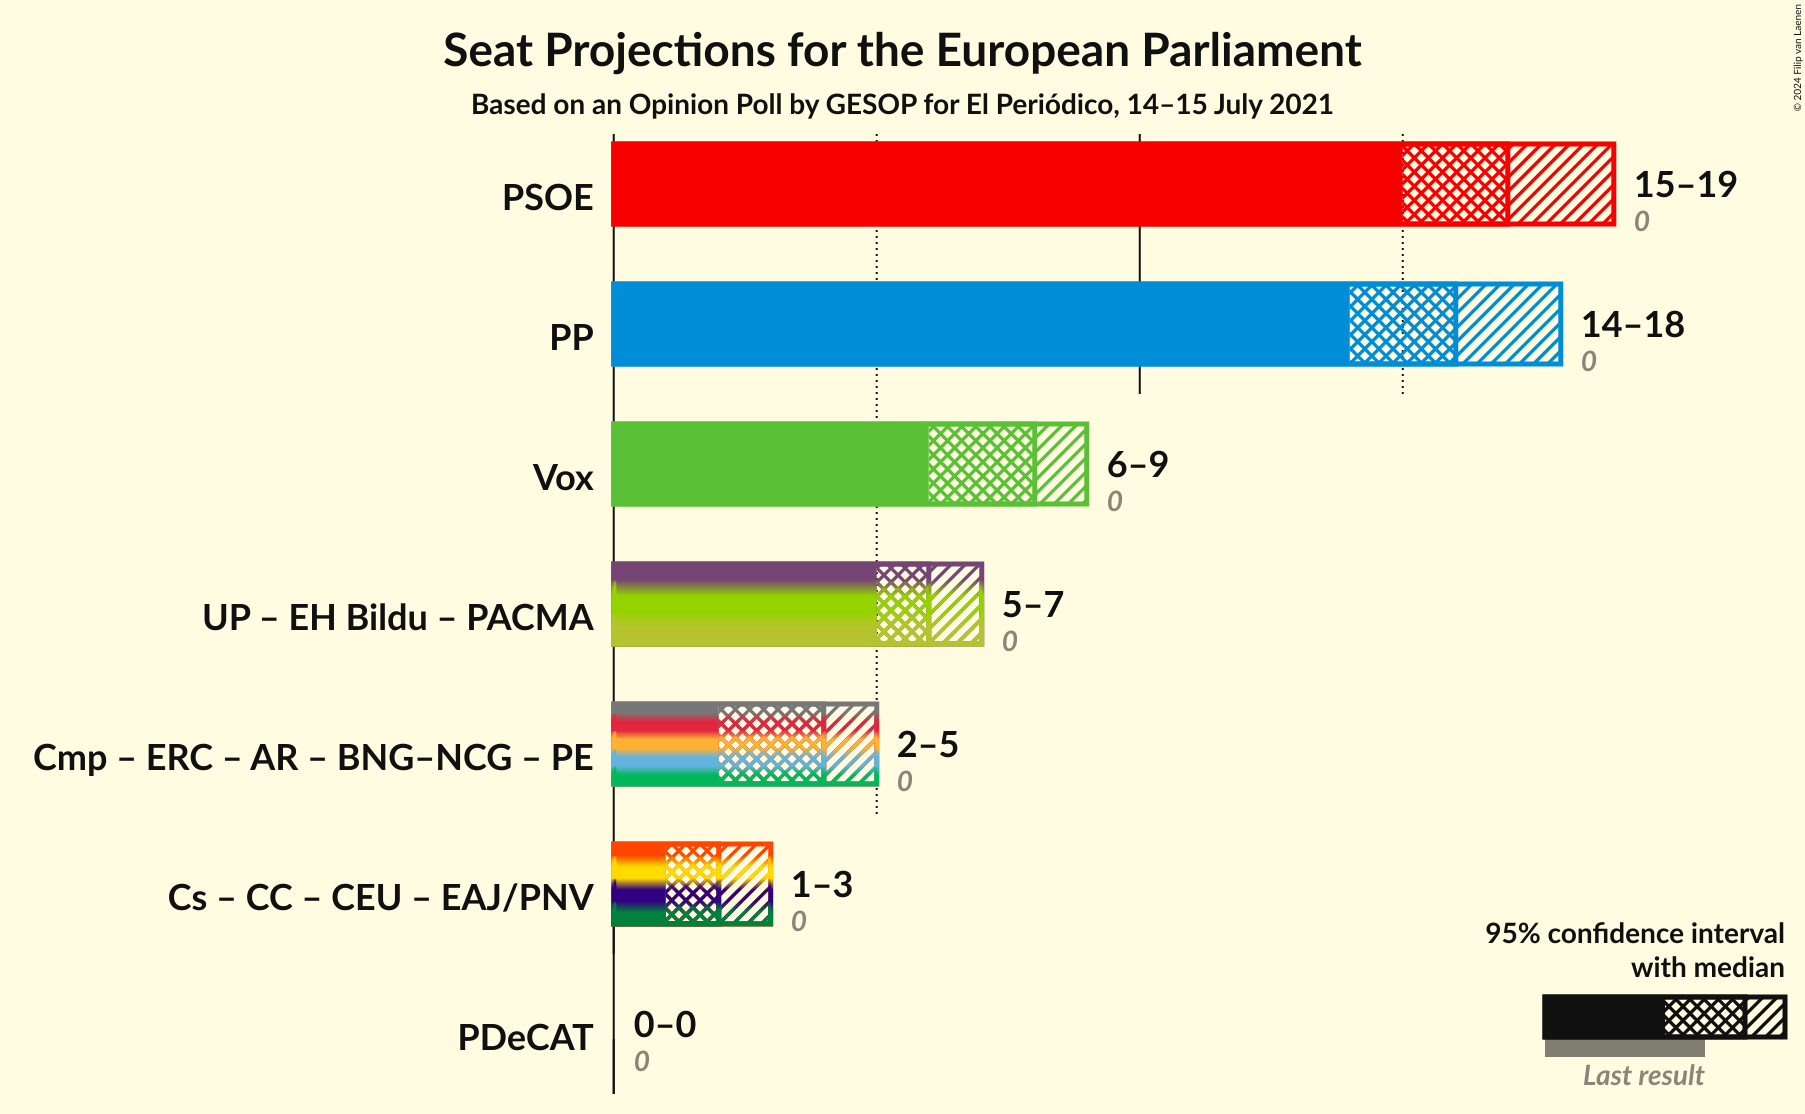 Seat Projections for the European Parliament
Based on an Opinion Poll by GESOP for El Periódico, 14–15 July 2021
© 2024 Filip van Laenen
PSOE
15–19
0
PP
14–18
0
Vox
6–9
0
UP – EH Bildu – PACMA
5–7
0
Cmp – ERC – AR – BNG–NCG – PE
2–5
0
Cs – CC – CEU – EAJ/PNV
1–3
0
PDeCAT
0–0
0
95% confidence interval
with median
Last result